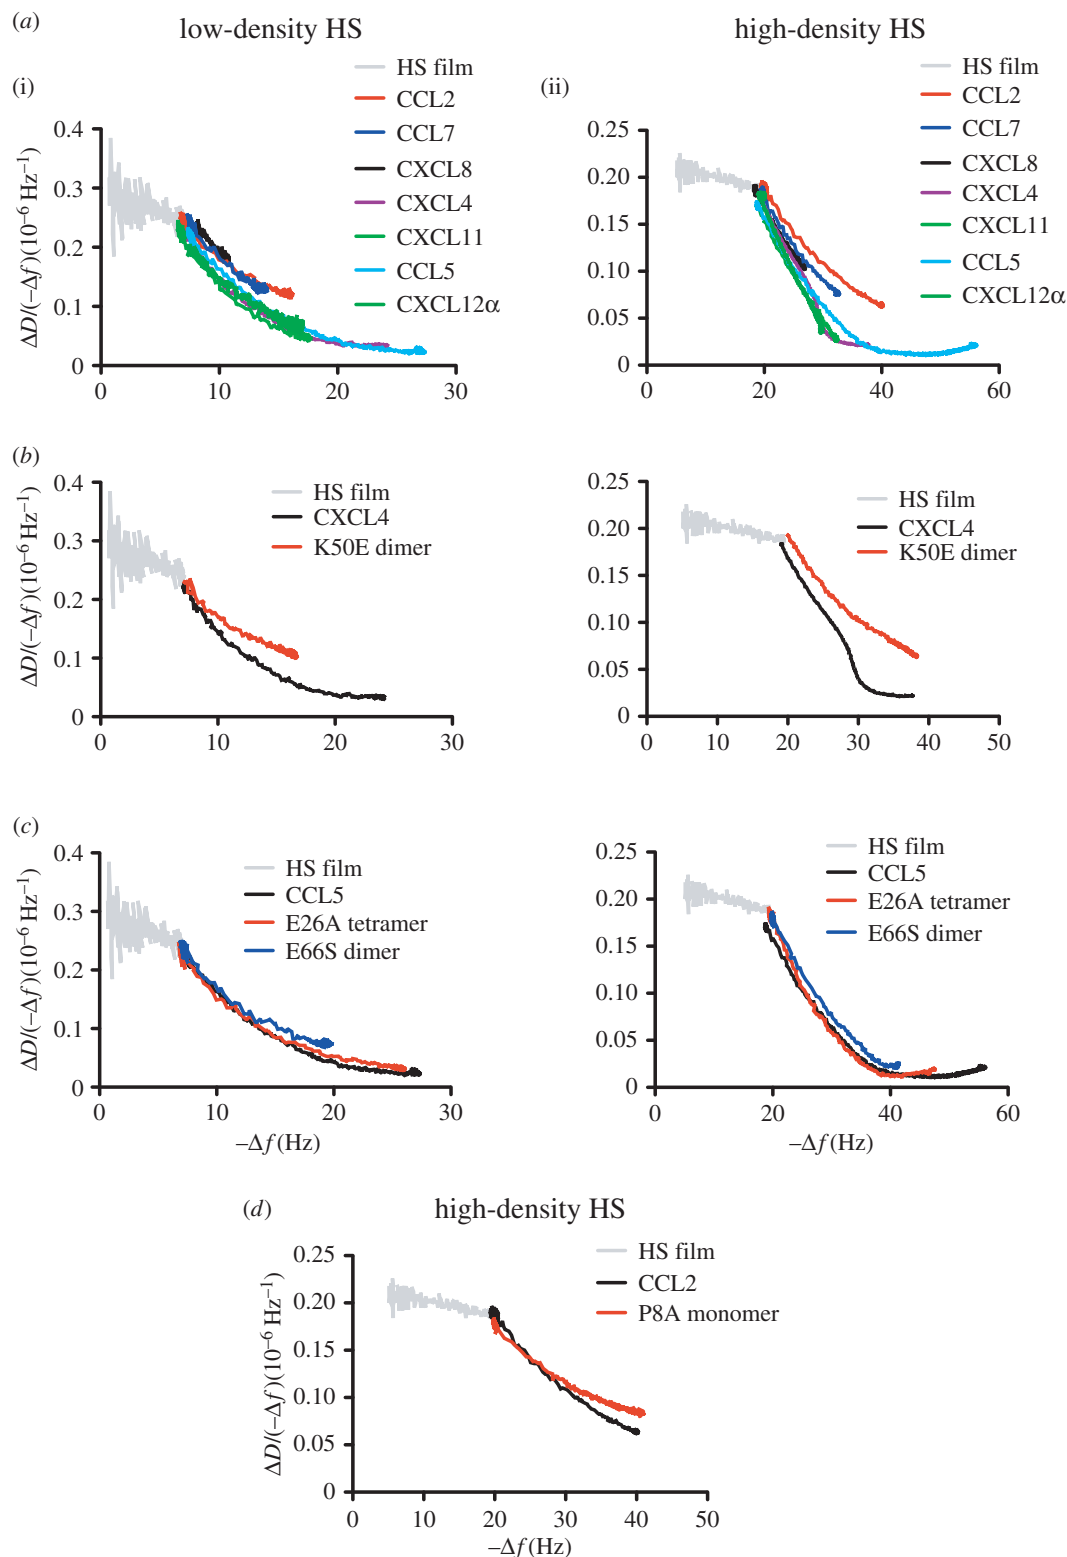 (a)
low-density HS
high-density HS
(i)
HS film
CCL2
CCL7
CXCL8
CXCL4
CXCL11
CCL5
CXCL12α
0.4
0.3
0.2
0.1
0
ΔD/(–Δf)(10⁻⁶ Hz⁻¹)
0
10
20
30
(ii)
HS film
CCL2
CCL7
CXCL8
CXCL4
CXCL11
CCL5
CXCL12α
0.25
0.20
0.15
0.10
0.05
0
0
20
40
60
(b)
HS film
CXCL4
K50E dimer
0.4
0.3
0.2
0.1
0
ΔD/(–Δf)(10⁻⁶ Hz⁻¹)
0
10
20
30
HS film
CXCL4
K50E dimer
0.25
0.20
0.15
0.10
0.05
0
0
10
20
30
40
50
(c)
HS film
CCL5
E26A tetramer
E66S dimer
0.4
0.3
0.2
0.1
0
ΔD/(–Δf)(10⁻⁶ Hz⁻¹)
0
10
20
30
–Δf(Hz)
HS film
CCL5
E26A tetramer
E66S dimer
0.25
0.20
0.15
0.10
0.05
0
0
20
40
60
–Δf(Hz)
(d)
high-density HS
HS film
CCL2
P8A monomer
0.25
0.20
0.15
0.10
0.05
0
ΔD/(–Δf)(10⁻⁶ Hz⁻¹)
0
10
20
30
40
50
–Δf(Hz)